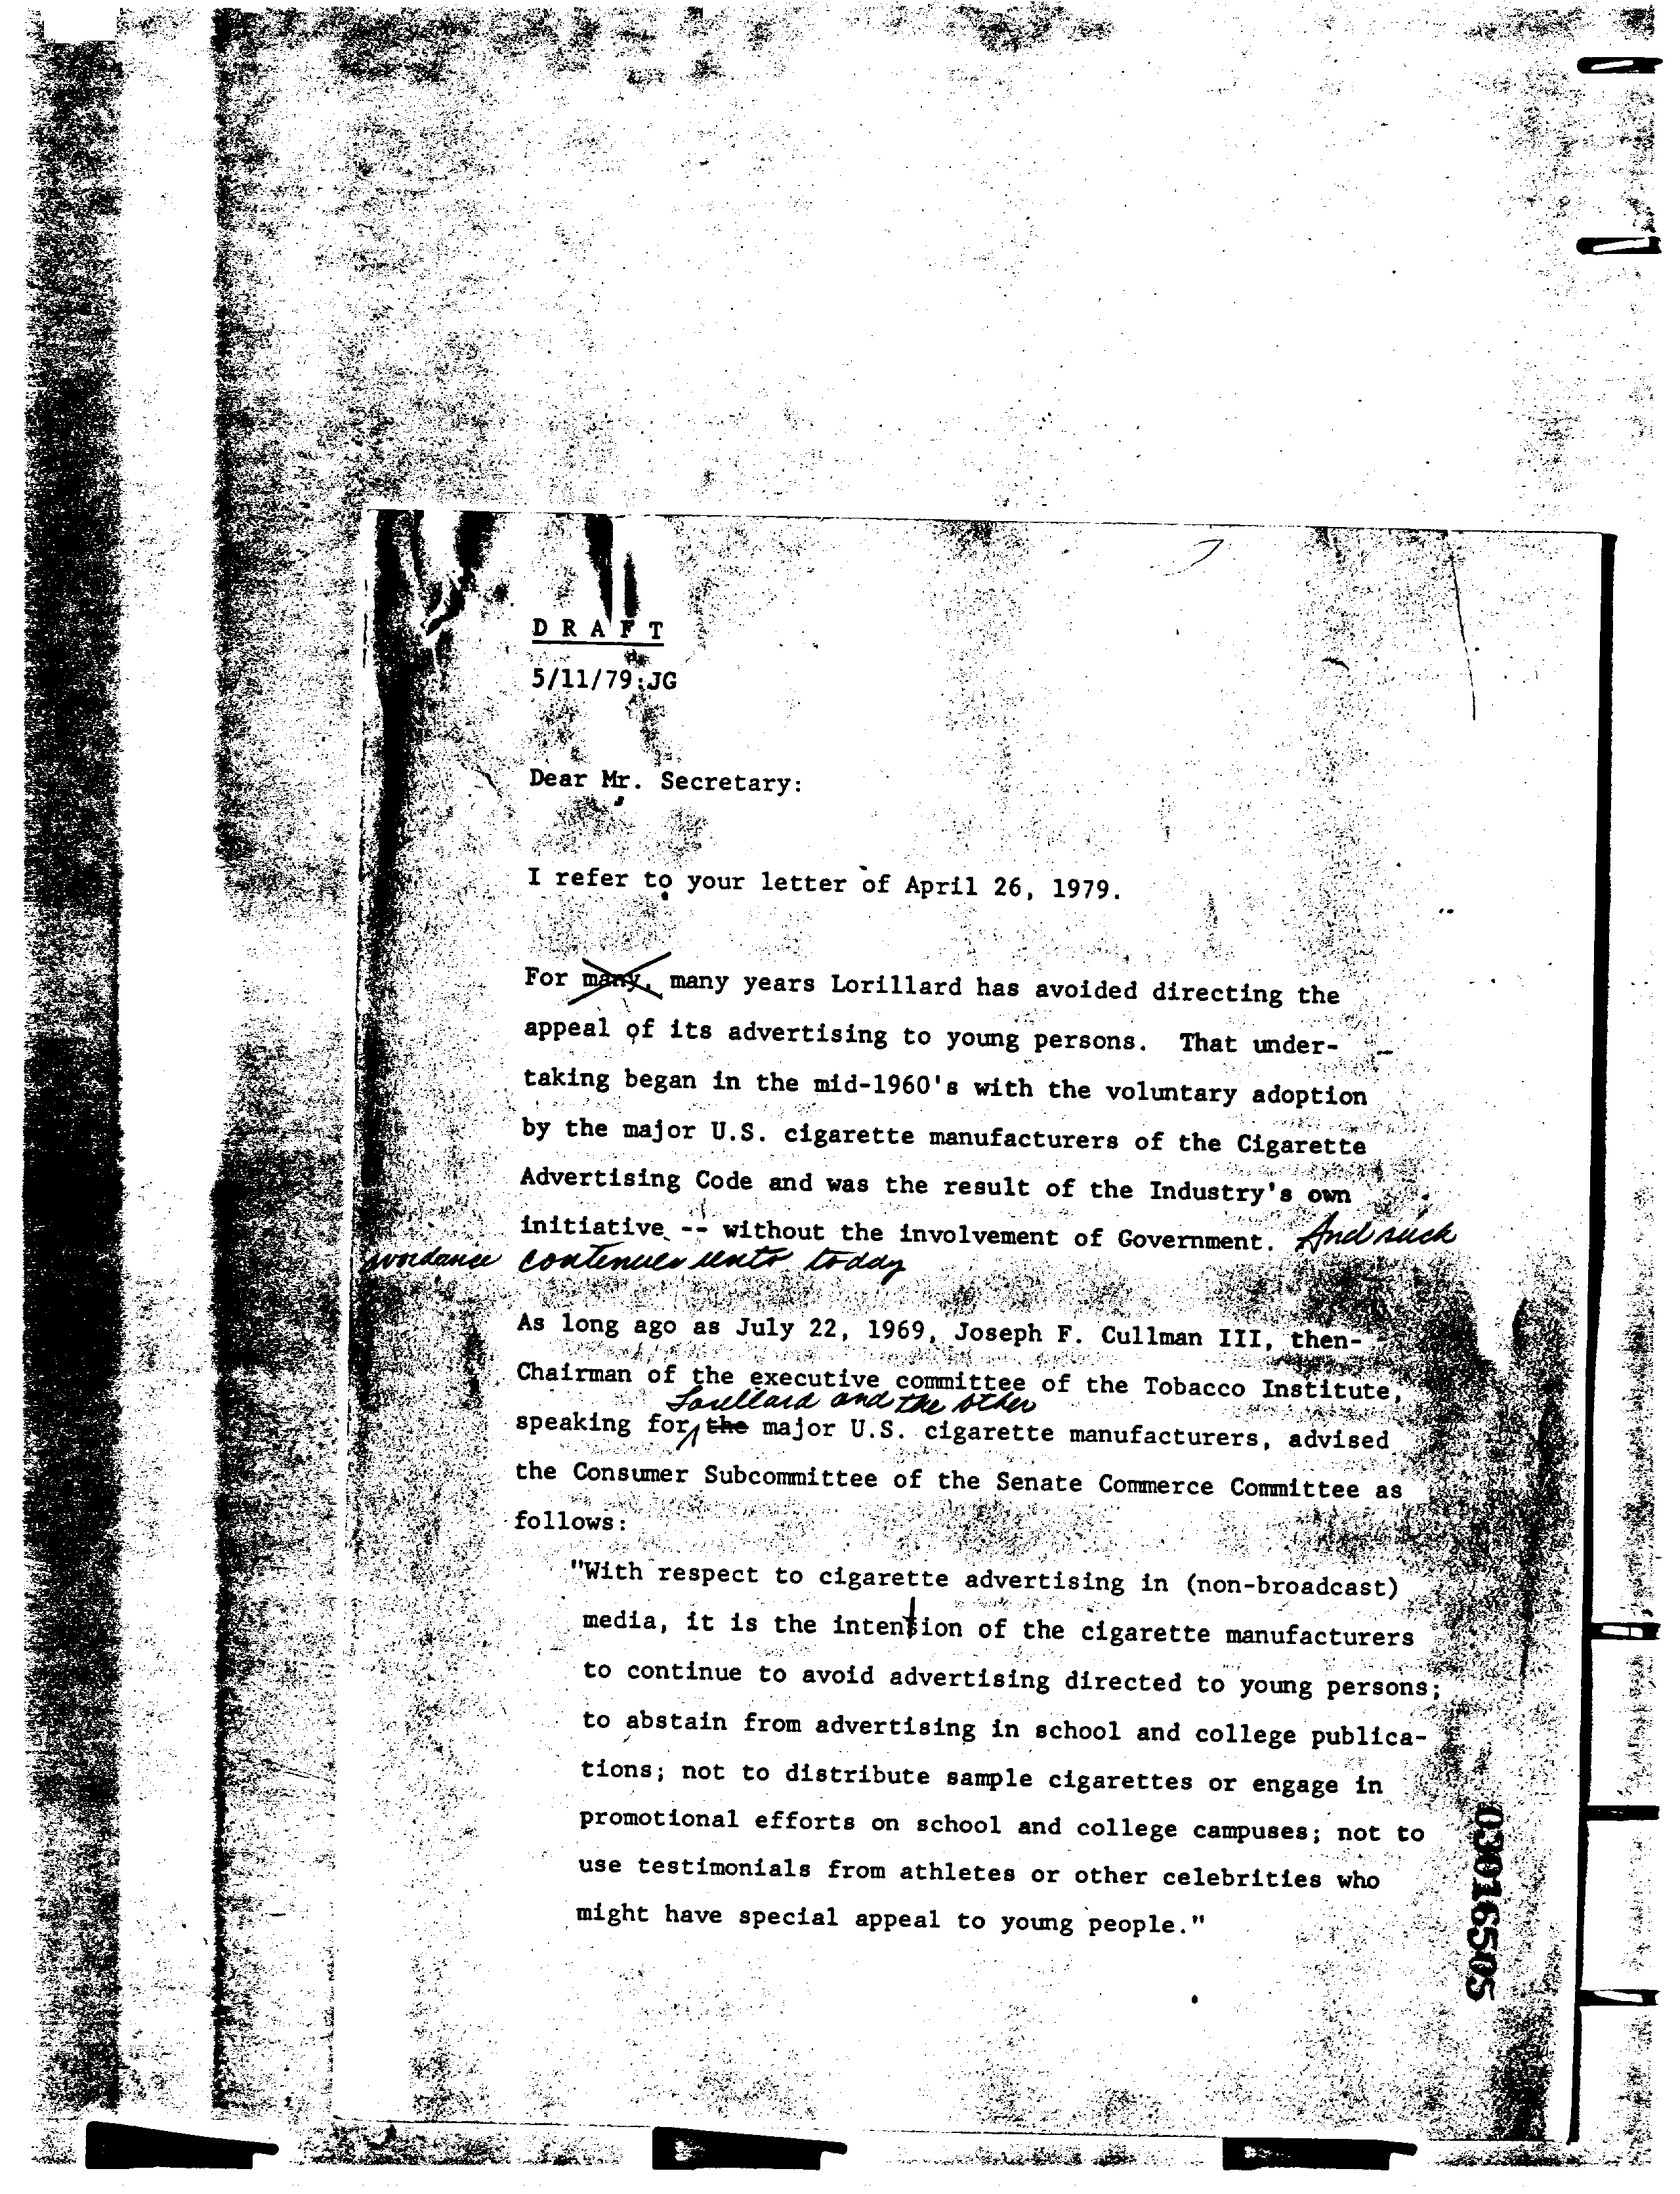 D R A F T
5/11/79:JG
Dear Mr. Secretary:
I refer to your letter of April 26, 1979.
For many, many years Lorillard has avoided directing the
appeal of its advertising to young persons. That under-
taking began in the mid-1960's with the voluntary adoption
by the major U.S. cigarette manufacturers of the Cigarette
Advertising Code and was the result of the Industry's own
initiative -- without the involvement of Government. And such
avoidance continues unto today
As long ago as July 22, 1969, Joseph F. Cullman III, then-
Chairman of the executive committee of the Tobacco Institute,
Lorillard and the other
speaking for the major U.S. cigarette manufacturers, advised
the Consumer Subcommittee of the Senate Commerce Committee as
follows:
"With respect to cigarette advertising in (non-broadcast)
media, it is the intention of the cigarette manufacturers
to continue to avoid advertising directed to young persons;
to abstain from advertising in school and college publica-
tions; not to distribute sample cigarettes or engage in
promotional efforts on school and college campuses; not to
use testimonials from athletes or other celebrities who
might have special appeal to young people."
03016505